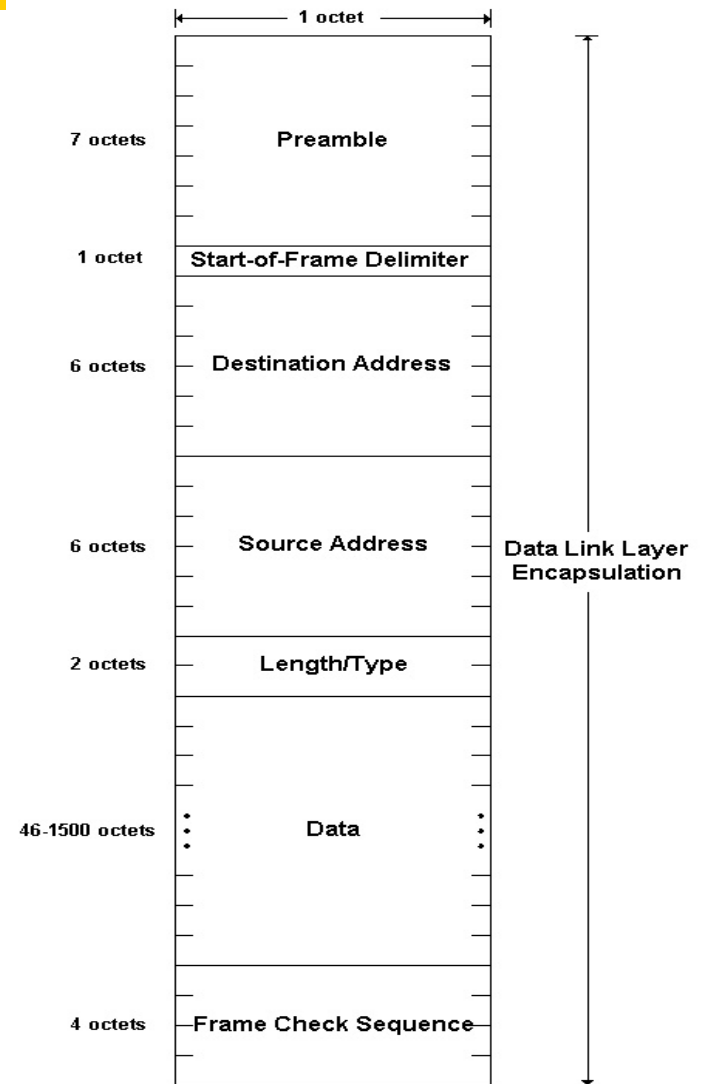 1 octet
7 octets
Preamble
1 octet
Start-of-Frame Delimiter
6 octets
Destination Address
6 octets
Source Address
Data Link Layer
Encapsulation
2 octets
Length/Type
46-1500 octets
Data
4 octets
Frame Check Sequence